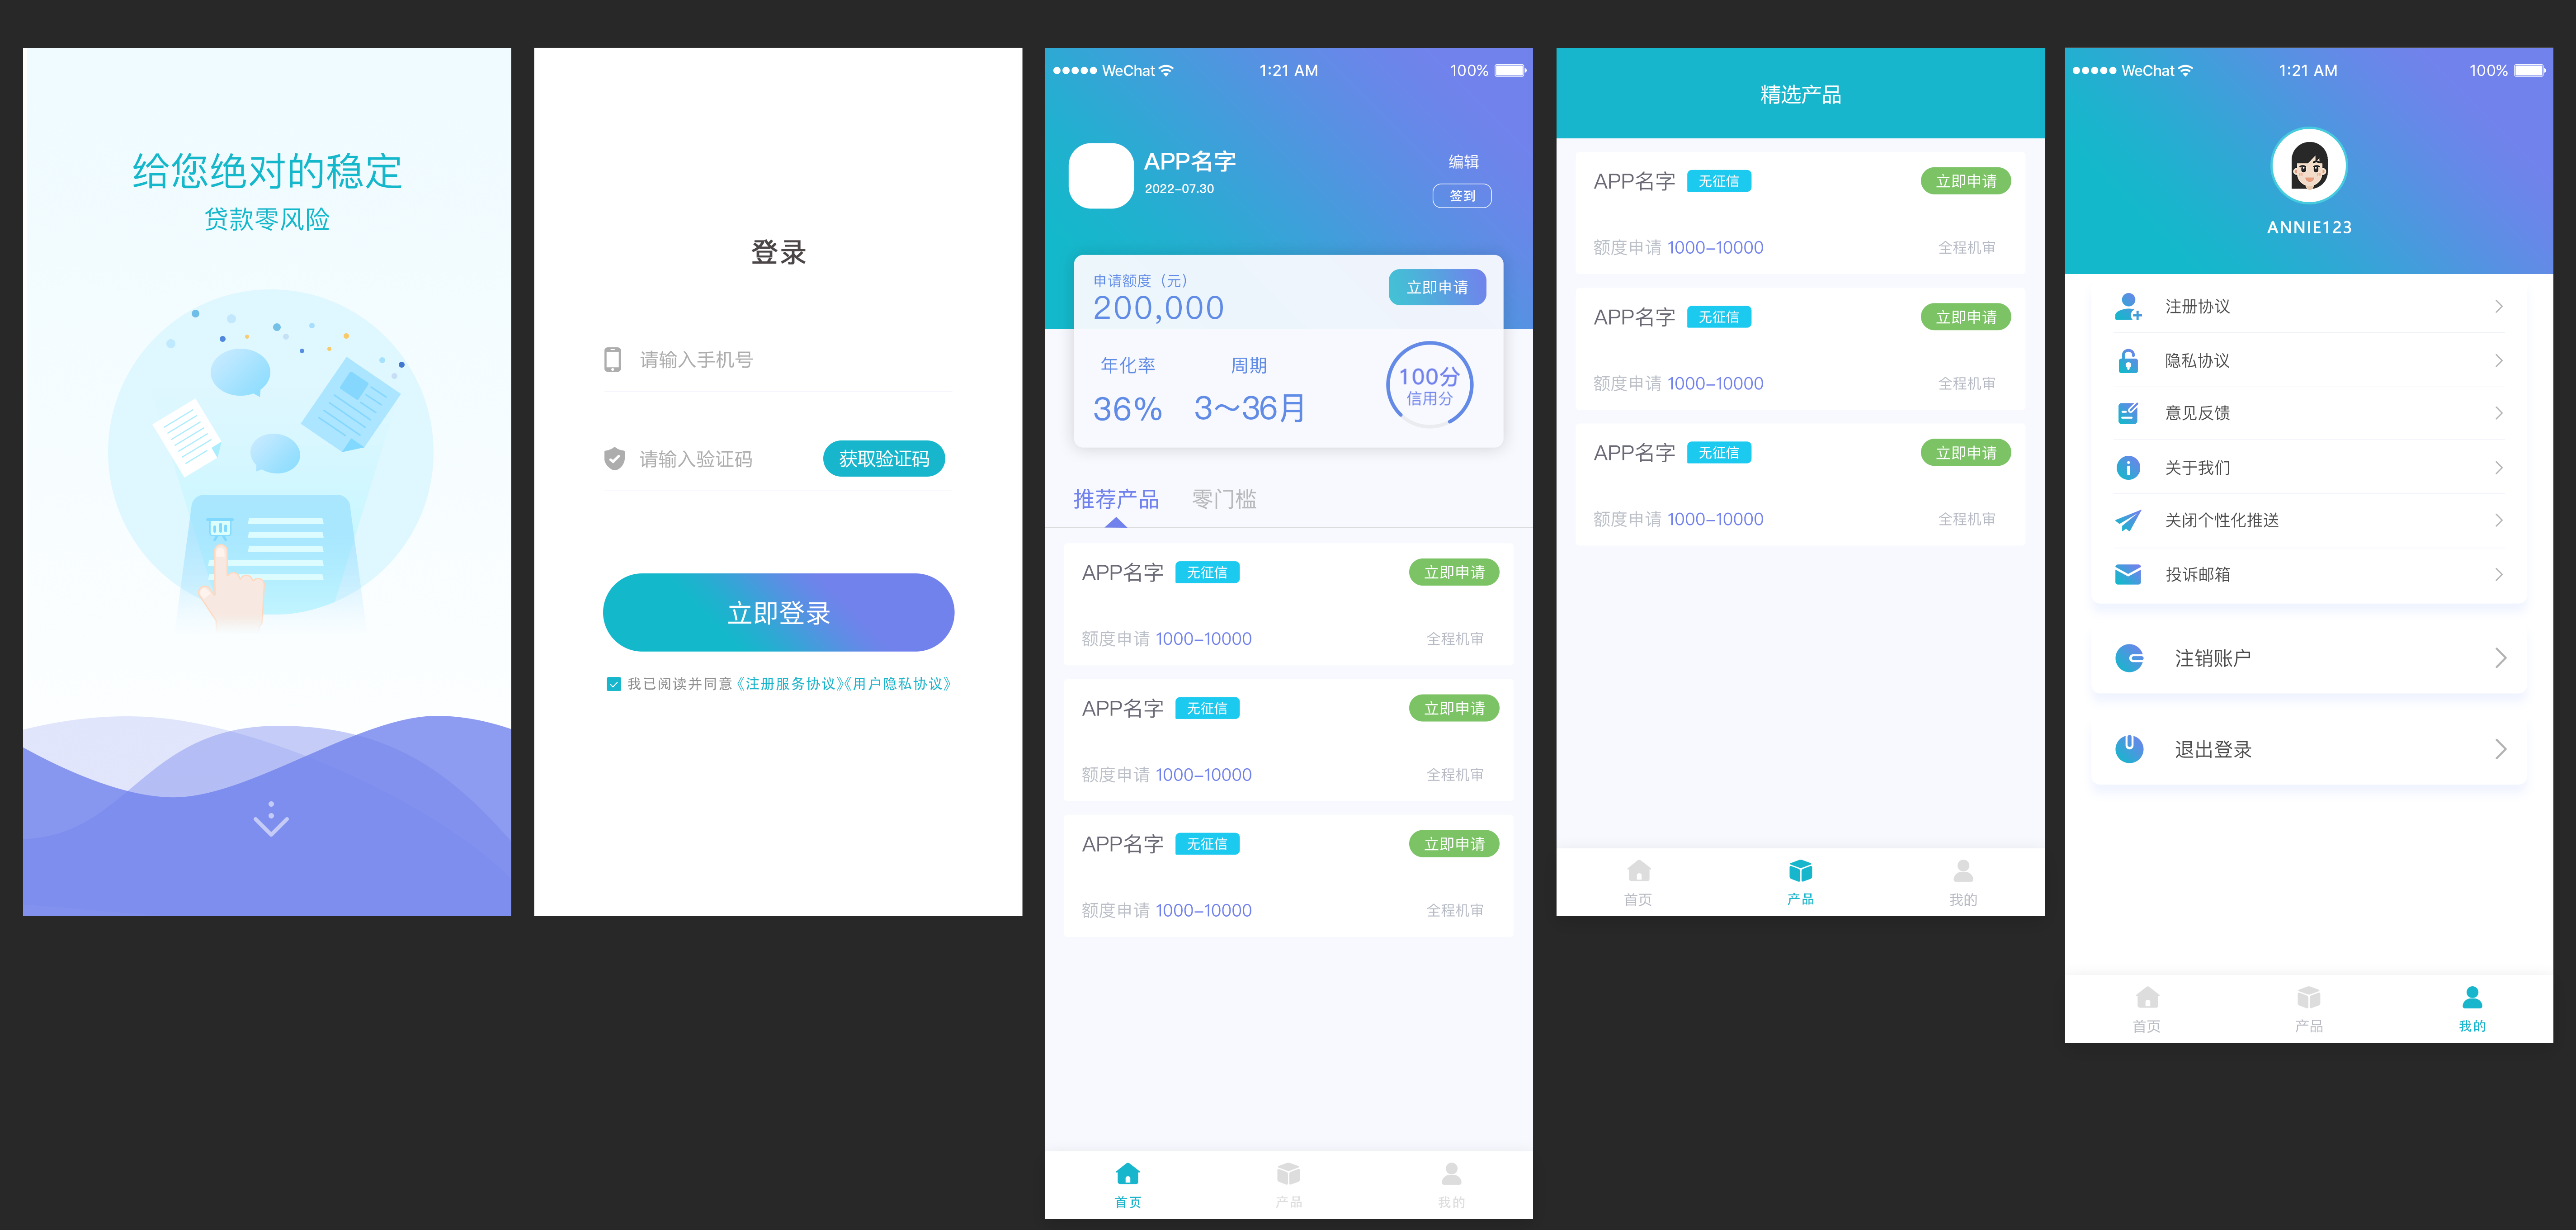 给您绝对的稳定
贷款零风险
登录
请输入手机号
请输入验证码
获取验证码
立即登录
我已阅读并同意《注册服务协议》《用户隐私协议》
WeChat 1:21 AM 100%
APP名字
2022-07.30
编辑
签到
申请额度（元）
200,000
立即申请
年化率
周期
36%
3～36月
100分
信用分
推荐产品
零门槛
APP名字 无征信 立即申请
额度申请 1000-10000 全程机审
APP名字 无征信 立即申请
额度申请 1000-10000 全程机审
APP名字 无征信 立即申请
额度申请 1000-10000 全程机审
首页 产品 我的
精选产品
APP名字 无征信 立即申请
额度申请 1000-10000 全程机审
APP名字 无征信 立即申请
额度申请 1000-10000 全程机审
APP名字 无征信 立即申请
额度申请 1000-10000 全程机审
首页 产品 我的
WeChat 1:21 AM 100%
ANNIE123
注册协议
隐私协议
意见反馈
关于我们
关闭个性化推送
投诉邮箱
注销账户
退出登录
首页 产品 我的